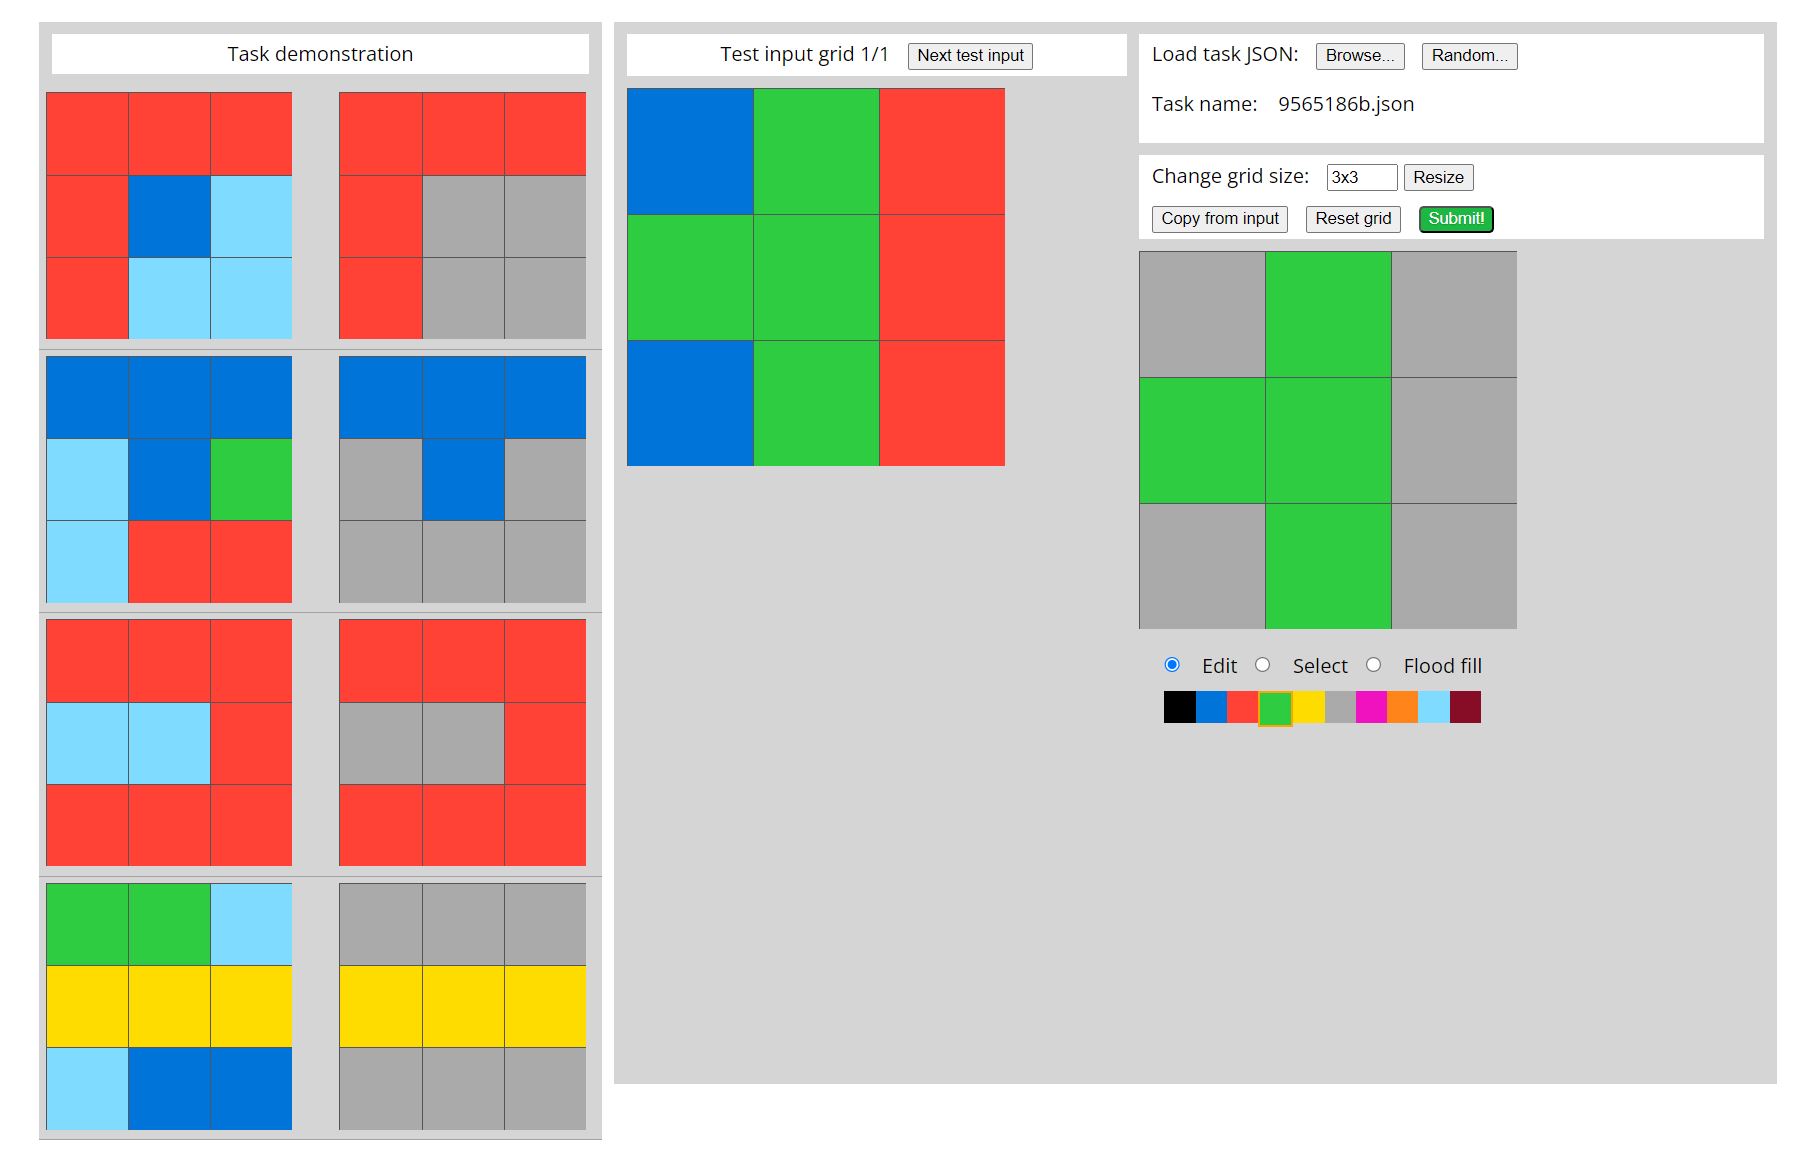 Task demonstration
Test input grid 1/1 Next test input
Load task JSON: Browse... Random...
Task name: 9565186b.json
Change grid size: 3x3 Resize
Copy from input Reset grid Submit!
Edit Select Flood fill